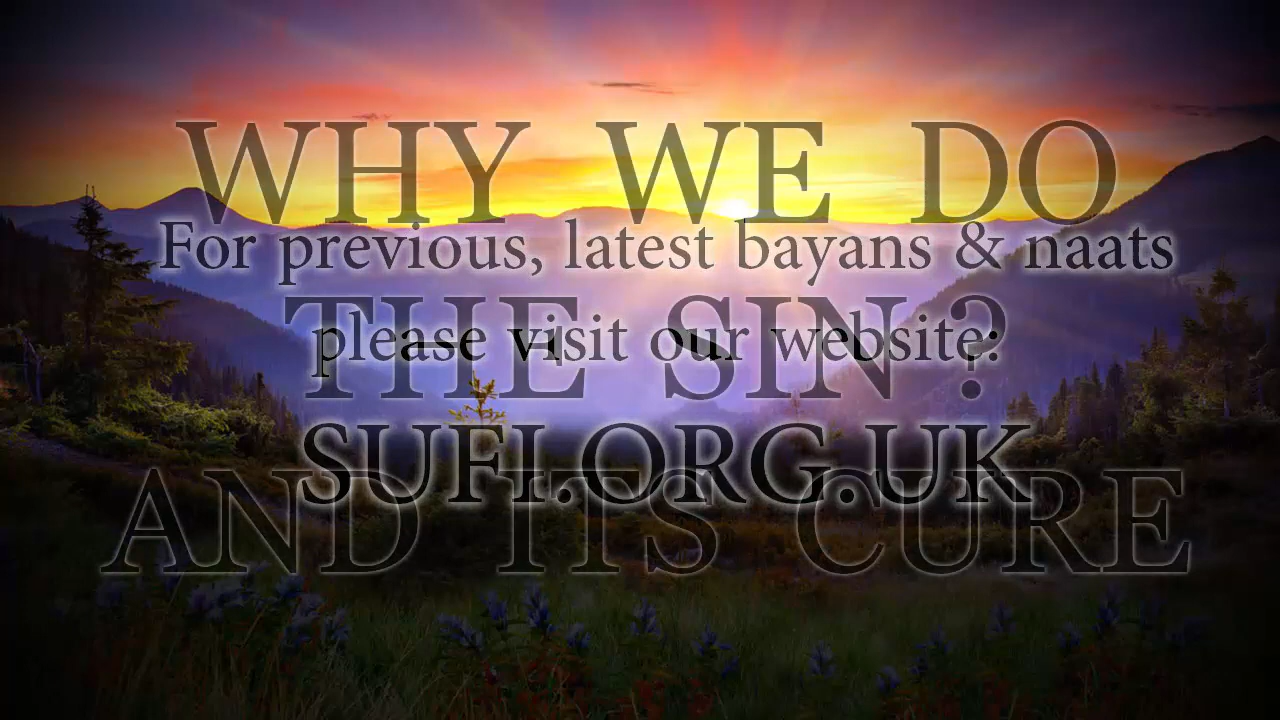 WHY WE DO
For previous, latest bayans & naats
THE SIN ?
please visit our website:
SUFI.ORG.UK
AND ITS CURE